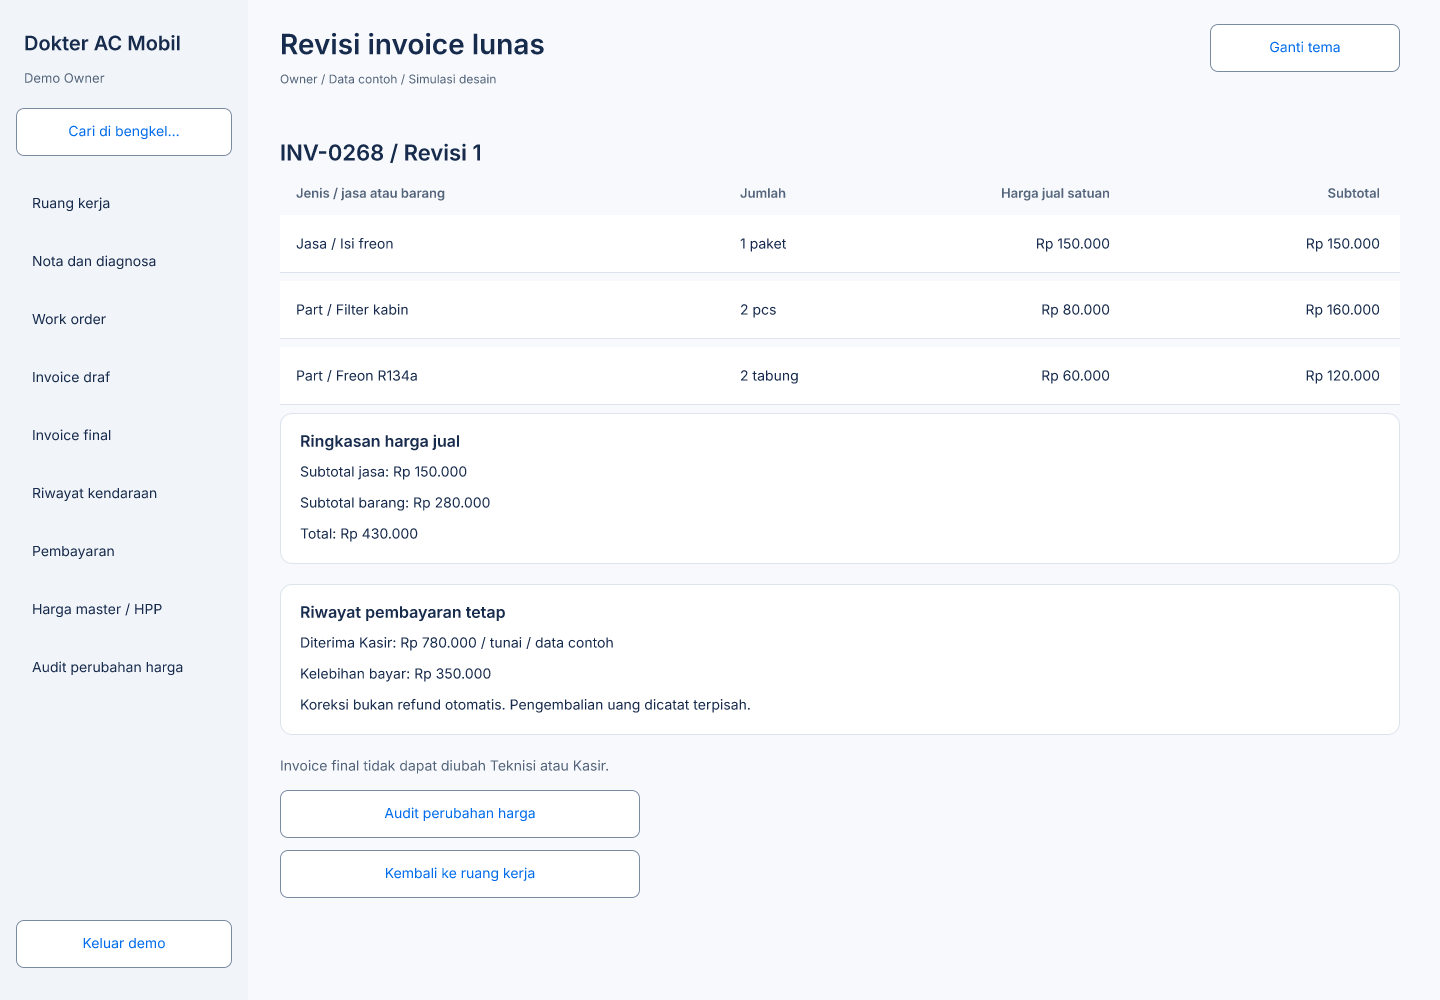 Dokter AC Mobil
Demo Owner
Cari di bengkel...
Ruang kerja
Nota dan diagnosa
Work order
Invoice draf
Invoice final
Riwayat kendaraan
Pembayaran
Harga master / HPP
Audit perubahan harga
Keluar demo
Revisi invoice lunas
Owner / Data contoh / Simulasi desain
Ganti tema
INV-0268 / Revisi 1
Jenis / jasa atau barang Jumlah Harga jual satuan Subtotal
Jasa / Isi freon 1 paket Rp 150.000 Rp 150.000
Part / Filter kabin 2 pcs Rp 80.000 Rp 160.000
Part / Freon R134a 2 tabung Rp 60.000 Rp 120.000
Ringkasan harga jual
Subtotal jasa: Rp 150.000
Subtotal barang: Rp 280.000
Total: Rp 430.000
Riwayat pembayaran tetap
Diterima Kasir: Rp 780.000 / tunai / data contoh
Kelebihan bayar: Rp 350.000
Koreksi bukan refund otomatis. Pengembalian uang dicatat terpisah.
Invoice final tidak dapat diubah Teknisi atau Kasir.
Audit perubahan harga
Kembali ke ruang kerja